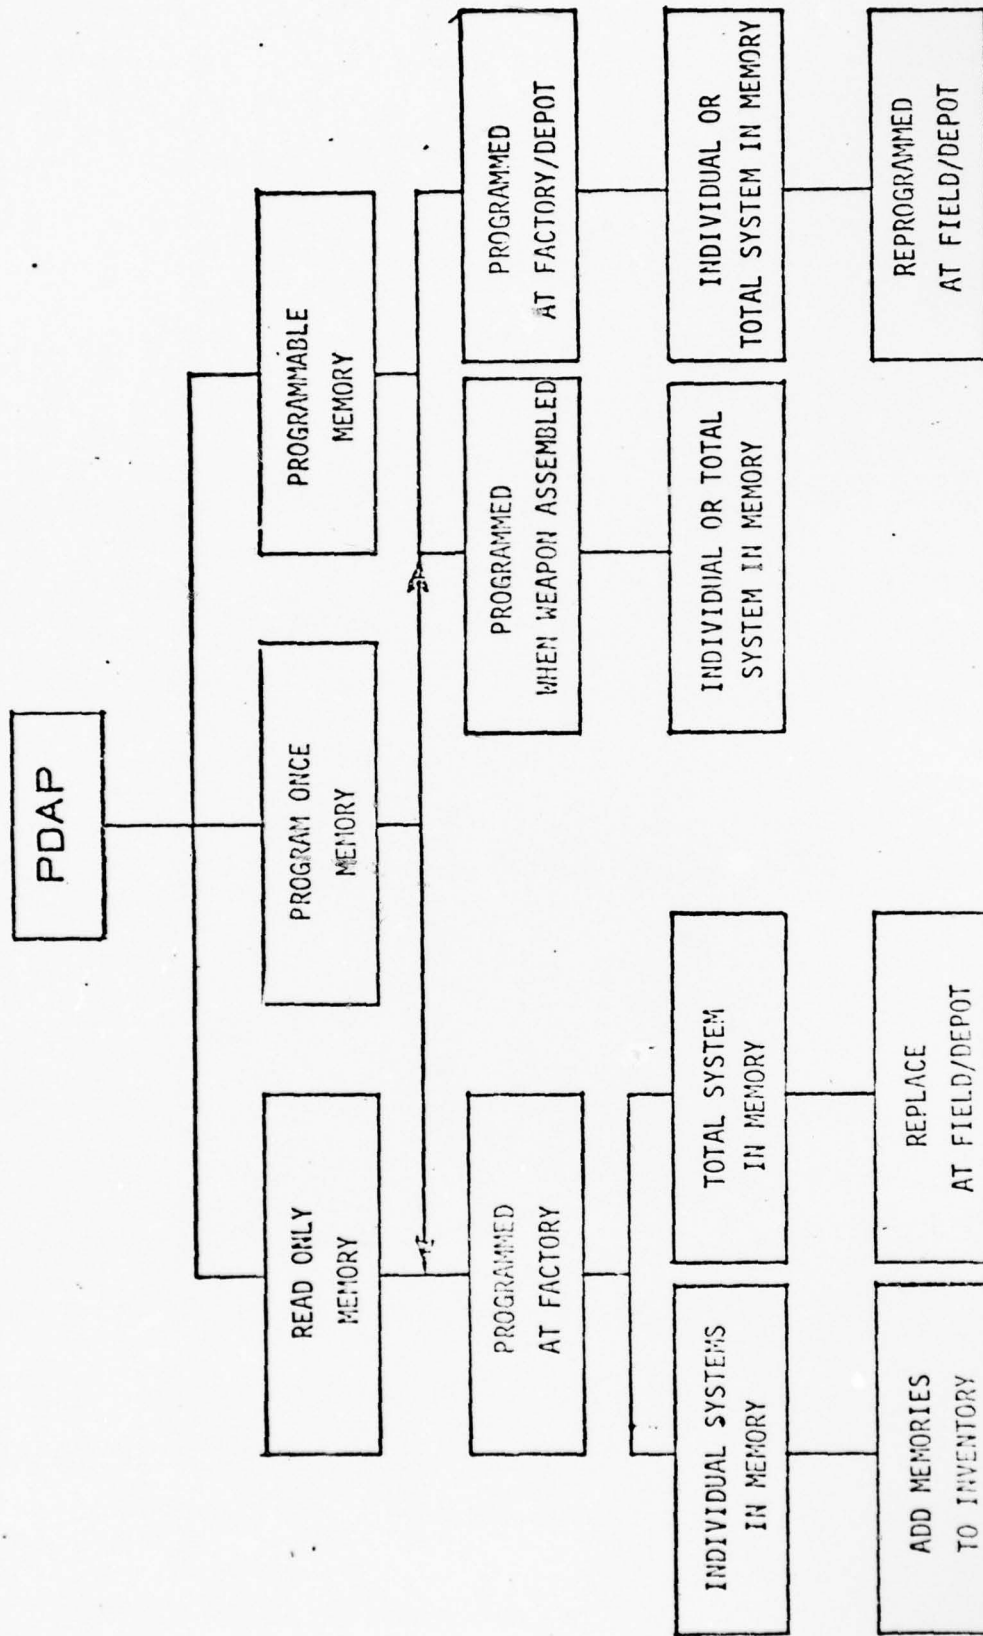 PDAP
READ ONLY
MEMORY
PROGRAM ONCE
MEMORY
PROGRAMMABLE
MEMORY
PROGRAMMED
AT FACTORY
PROGRAMMED
WHEN WEAPON ASSEMBLED
PROGRAMMED
AT FACTORY/DEPOT
INDIVIDUAL SYSTEMS
IN MEMORY
TOTAL SYSTEM
IN MEMORY
INDIVIDUAL OR TOTAL
SYSTEM IN MEMORY
INDIVIDUAL OR
TOTAL SYSTEM IN MEMORY
ADD MEMORIES
TO INVENTORY
REPLACE
AT FIELD/DEPOT
REPROGRAMMED
AT FIELD/DEPOT